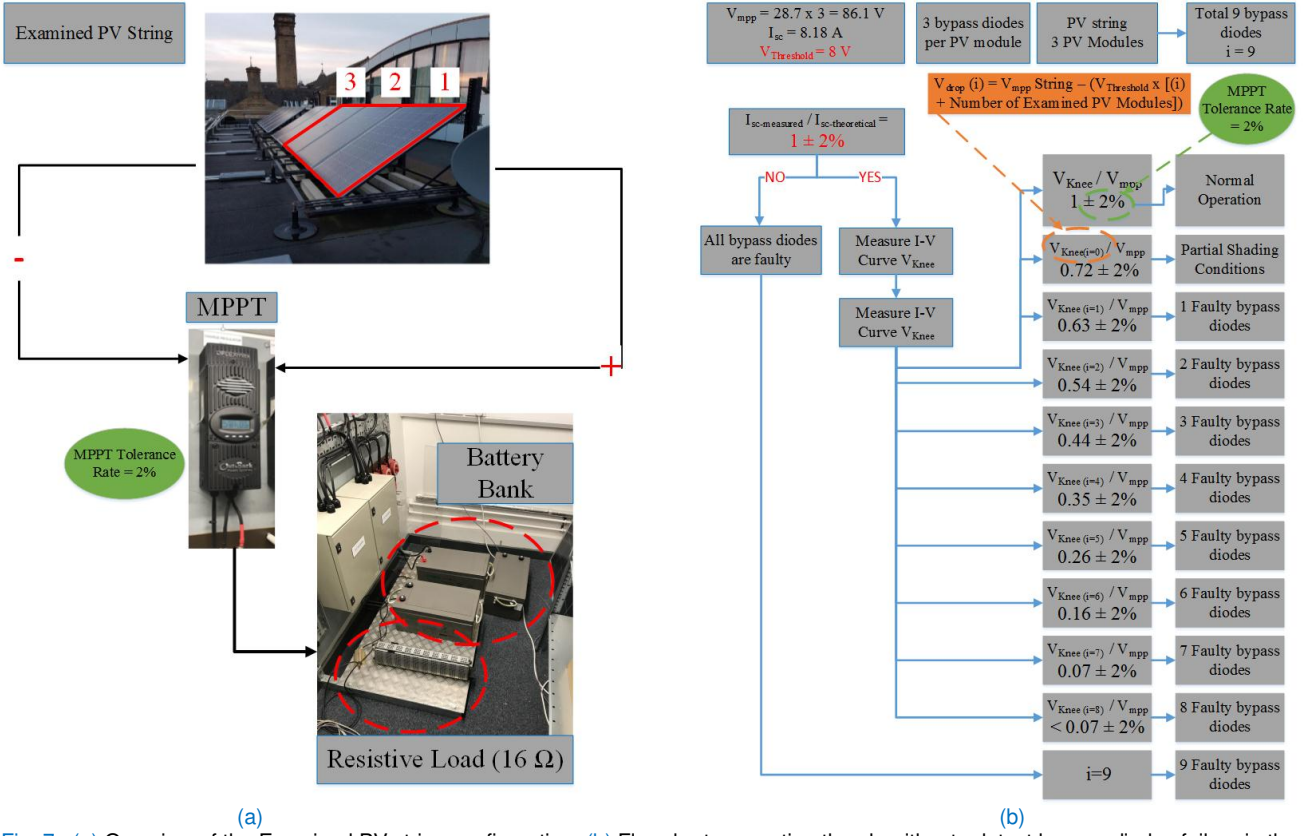 Examined PV String
3 2 1
-
+
MPPT
MPPT Tolerance
Rate = 2%
Battery
Bank
Resistive Load (16 Ω)
(a)
Vmpp = 28.7 x 3 = 86.1 V
Isc = 8.18 A
VThreshold = 8 V
3 bypass diodes
per PV module
PV string
3 PV Modules
Total 9 bypass
diodes
i = 9
Vdrop (i) = Vmpp String – (VThreshold x [(i)
+ Number of Examined PV Modules])
MPPT
Tolerance Rate
= 2%
Isc-measured / Isc-theoretical =
1 ± 2%
NO
YES
All bypass diodes
are faulty
Measure I-V
Curve VKnee
Measure I-V
Curve VKnee
VKnee / Vmpp
1 ± 2%
Normal
Operation
VKnee(i=0) / Vmpp
0.72 ± 2%
Partial Shading
Conditions
VKnee (i=1) / Vmpp
0.63 ± 2%
1 Faulty bypass
diodes
VKnee (i=2) / Vmpp
0.54 ± 2%
2 Faulty bypass
diodes
VKnee (i=3) / Vmpp
0.44 ± 2%
3 Faulty bypass
diodes
VKnee (i=4) / Vmpp
0.35 ± 2%
4 Faulty bypass
diodes
VKnee (i=5) / Vmpp
0.26 ± 2%
5 Faulty bypass
diodes
VKnee (i=6) / Vmpp
0.16 ± 2%
6 Faulty bypass
diodes
VKnee (i=7) / Vmpp
0.07 ± 2%
7 Faulty bypass
diodes
VKnee (i=8) / Vmpp
< 0.07 ± 2%
8 Faulty bypass
diodes
i=9
9 Faulty bypass
diodes
(b)